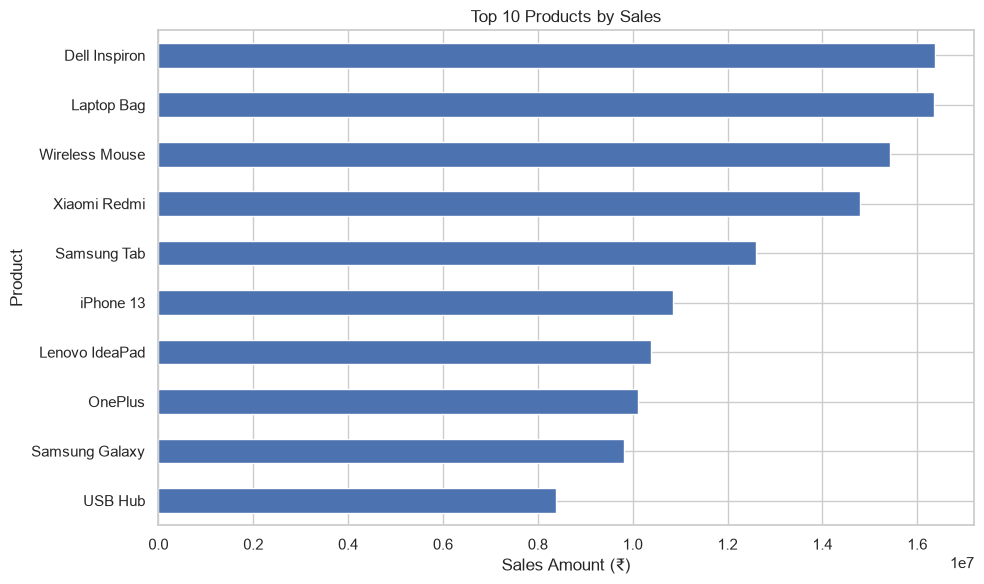 Top 10 Products by Sales
Dell Inspiron
Laptop Bag
Wireless Mouse
Xiaomi Redmi
Samsung Tab
iPhone 13
Lenovo IdeaPad
OnePlus
Samsung Galaxy
USB Hub
Product
0.0 0.2 0.4 0.6 0.8 1.0 1.2 1.4 1.6
1e7
Sales Amount (₹)